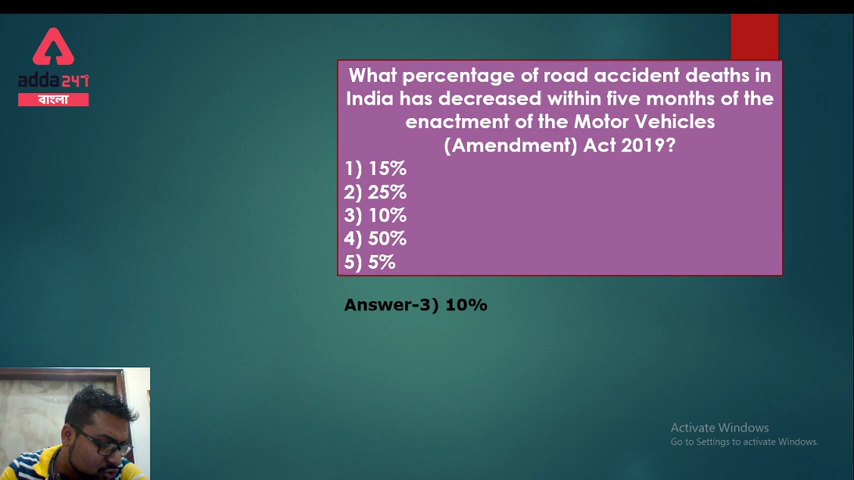 adda247
বাংলা
What percentage of road accident deaths in
India has decreased within five months of the
enactment of the Motor Vehicles
(Amendment) Act 2019?
1) 15%
2) 25%
3) 10%
4) 50%
5) 5%
Answer-3) 10%
Activate Windows
Go to Settings to activate Windows.